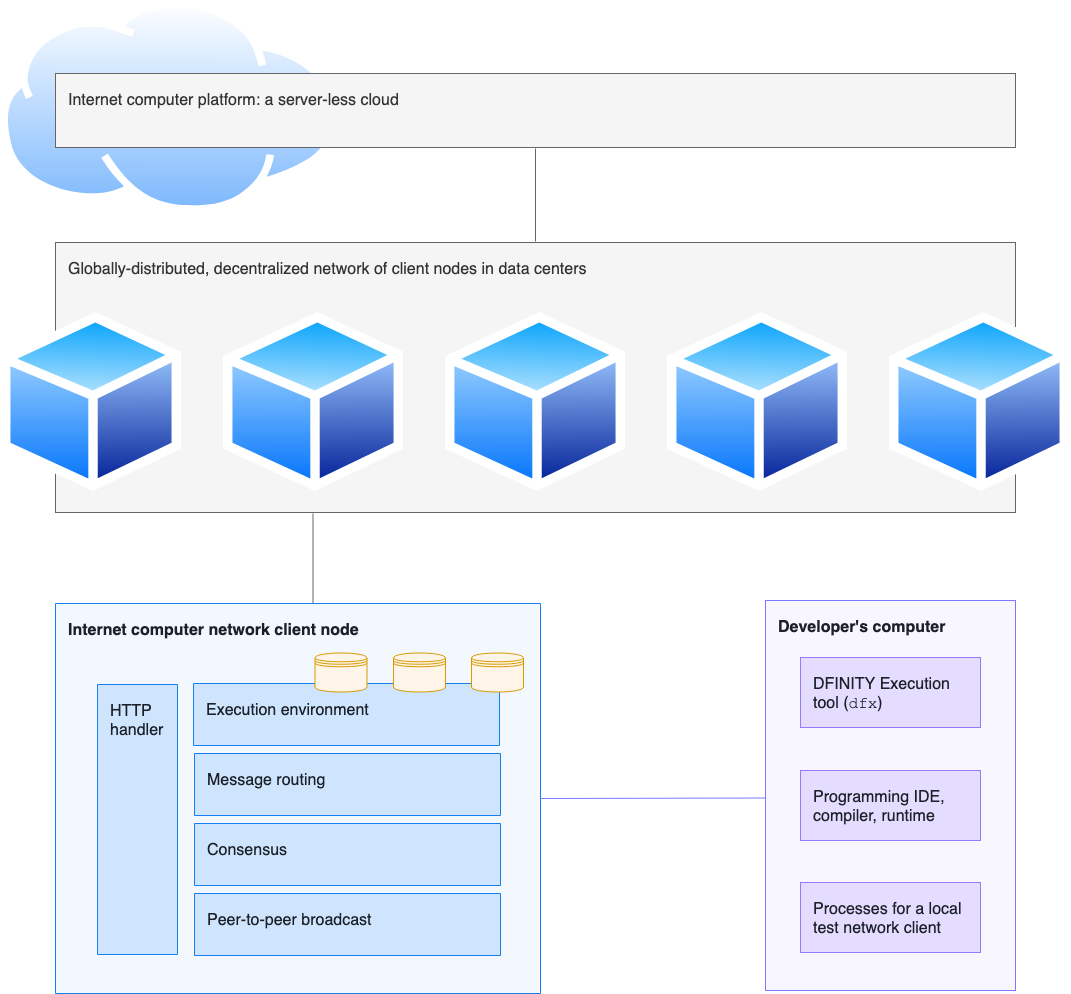 Internet computer platform: a server-less cloud
Globally-distributed, decentralized network of client nodes in data centers
Internet computer network client node
HTTP
handler
Execution environment
Message routing
Consensus
Peer-to-peer broadcast
Developer's computer
DFINITY Execution
tool (dfx)
Programming IDE,
compiler, runtime
Processes for a local
test network client